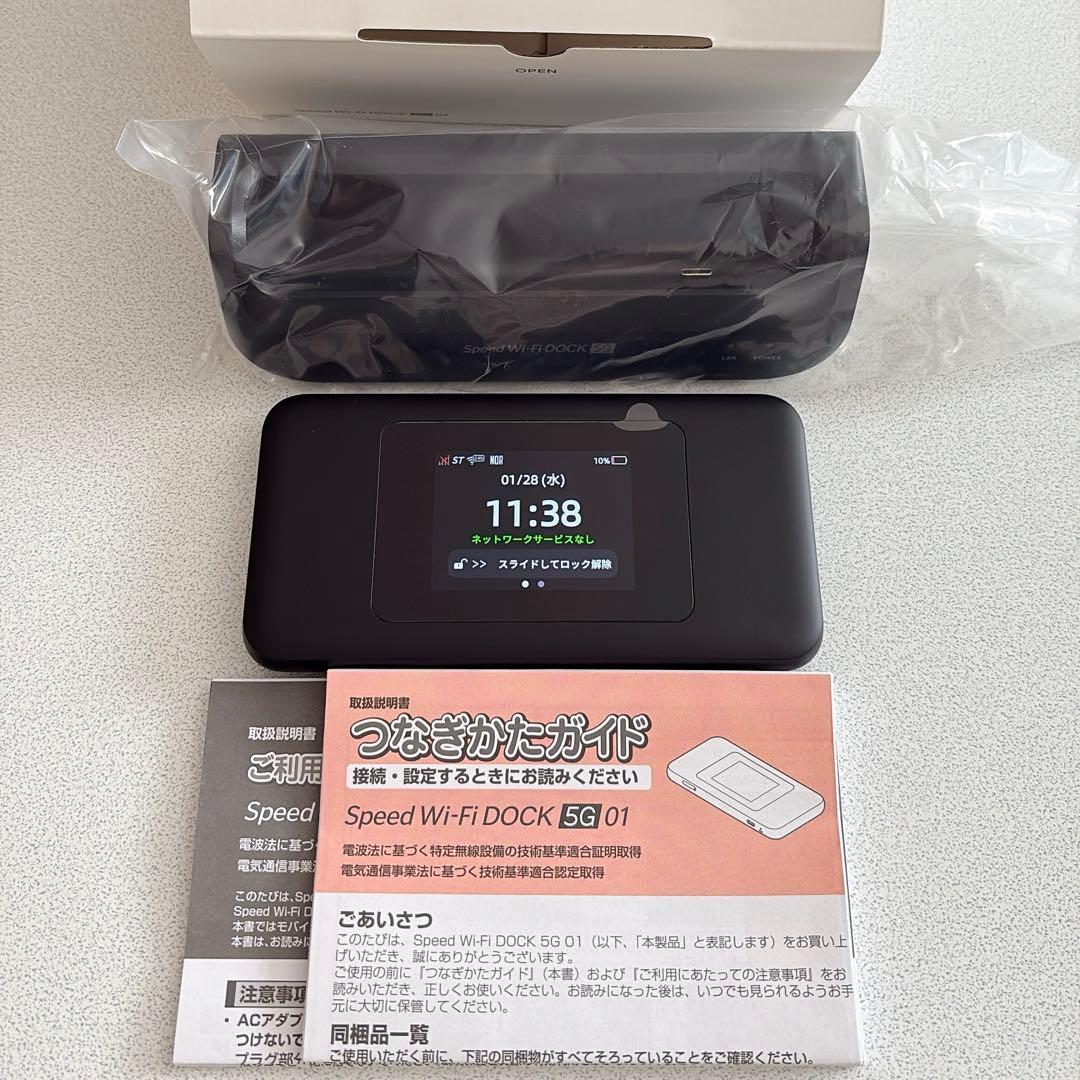 OPEN
Speed Wi-Fi DOCK 5G 01
Speed Wi-Fi DOCK 5G
LAN POWER
ST 2.4G NOR 10%
01/28 (水)
11:38
ネットワークサービスなし
>> スライドしてロック解除
取扱説明書
つなぎかたガイド
接続・設定するときにお読みください
Speed Wi-Fi DOCK 5G 01
電波法に基づく特定無線設備の技術基準適合証明取得
電気通信事業法に基づく技術基準適合認定取得
ごあいさつ
このたびは、Speed Wi-Fi DOCK 5G 01（以下、「本製品」と表記します）をお買い上
げいただき、誠にありがとうございます。
ご使用の前に『つなぎかたガイド』（本書）および『ご利用にあたっての注意事項』をお
読みいただき、正しくお使いください。お読みになった後は、いつでも見られるようお手
元に大切に保管してください。
同梱品一覧
ご使用いただく前に、下記の同梱物がすべてそろっていることをご確認ください。
取扱説明書
ご利用
Speed
電波法に基づ
電気通信事業法
このたびは、Spe
Speed Wi-Fi D
本書ではモバイ
本書は、お読みに
注意事項
・ACアダプ
つけないで
プラグ部分